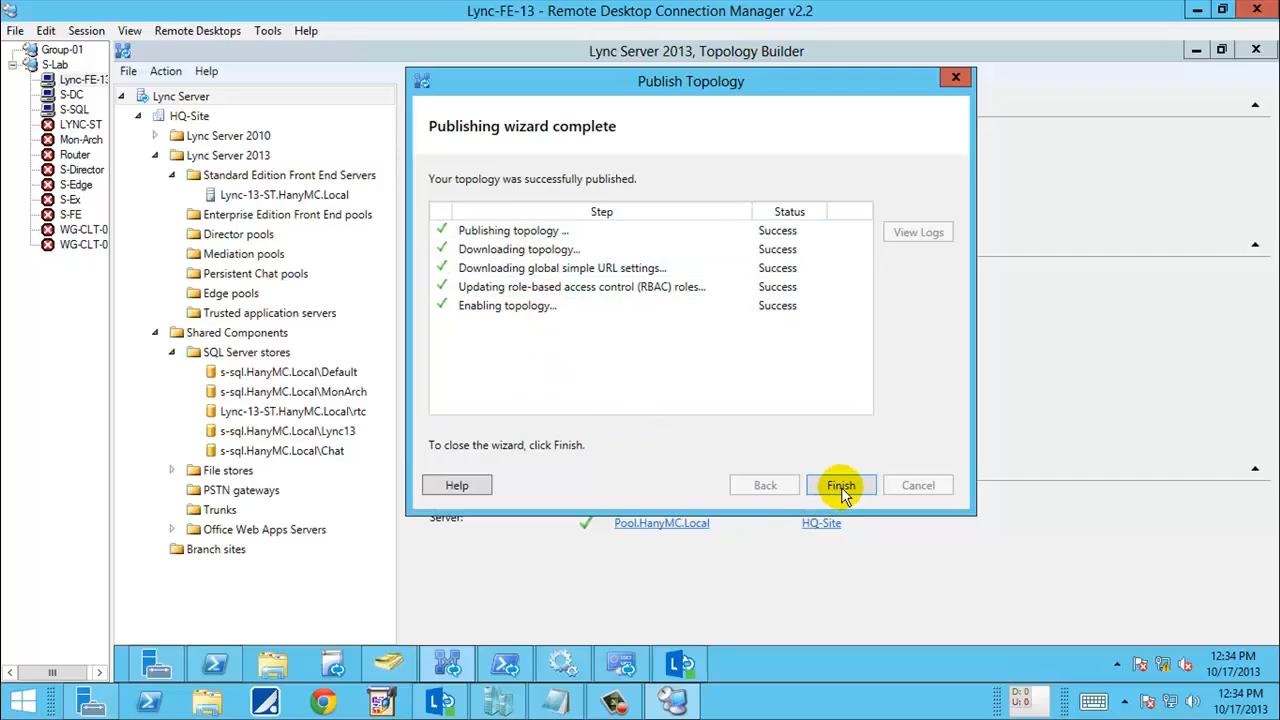 Lync-FE-13 - Remote Desktop Connection Manager v2.2
File Edit Session View Remote Desktops Tools Help
Group-01
S-Lab
Lync-FE-13
S-DC
S-SQL
LYNC-ST
Mon-Arch
Router
S-Director
S-Edge
S-Ex
S-FE
WG-CLT-0
WG-CLT-0
Lync Server 2013, Topology Builder
File Action Help
Lync Server
HQ-Site
Lync Server 2010
Lync Server 2013
Standard Edition Front End Servers
Lync-13-ST.HanyMC.Local
Enterprise Edition Front End pools
Director pools
Mediation pools
Persistent Chat pools
Edge pools
Trusted application servers
Shared Components
SQL Server stores
s-sql.HanyMC.Local\Default
s-sql.HanyMC.Local\MonArch
Lync-13-ST.HanyMC.Local\rtc
s-sql.HanyMC.Local\Lync13
s-sql.HanyMC.Local\Chat
File stores
PSTN gateways
Trunks
Office Web Apps Servers
Branch sites
Publish Topology
Publishing wizard complete
Your topology was successfully published.
Step Status
Publishing topology ... Success
Downloading topology... Success
Downloading global simple URL settings... Success
Updating role-based access control (RBAC) roles... Success
Enabling topology... Success
View Logs
To close the wizard, click Finish.
Help Back Finish Cancel
Server: Pool.HanyMC.Local HQ-Site
12:34 PM
10/17/2013
D: 0
U: 0
12:34 PM
10/17/2013